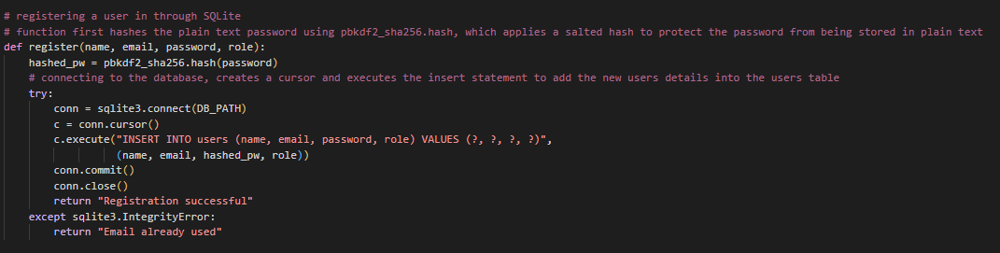 # registering a user in through SQLite
# function first hashes the plain text password using pbkdf2_sha256.hash, which applies a salted hash to protect the password from being stored in plain text
def register(name, email, password, role):
    hashed_pw = pbkdf2_sha256.hash(password)
    # connecting to the database, creates a cursor and executes the insert statement to add the new users details into the users table
    try:
        conn = sqlite3.connect(DB_PATH)
        c = conn.cursor()
        c.execute("INSERT INTO users (name, email, password, role) VALUES (?, ?, ?, ?)",
                  (name, email, hashed_pw, role))
        conn.commit()
        conn.close()
        return "Registration successful"
    except sqlite3.IntegrityError:
        return "Email already used"